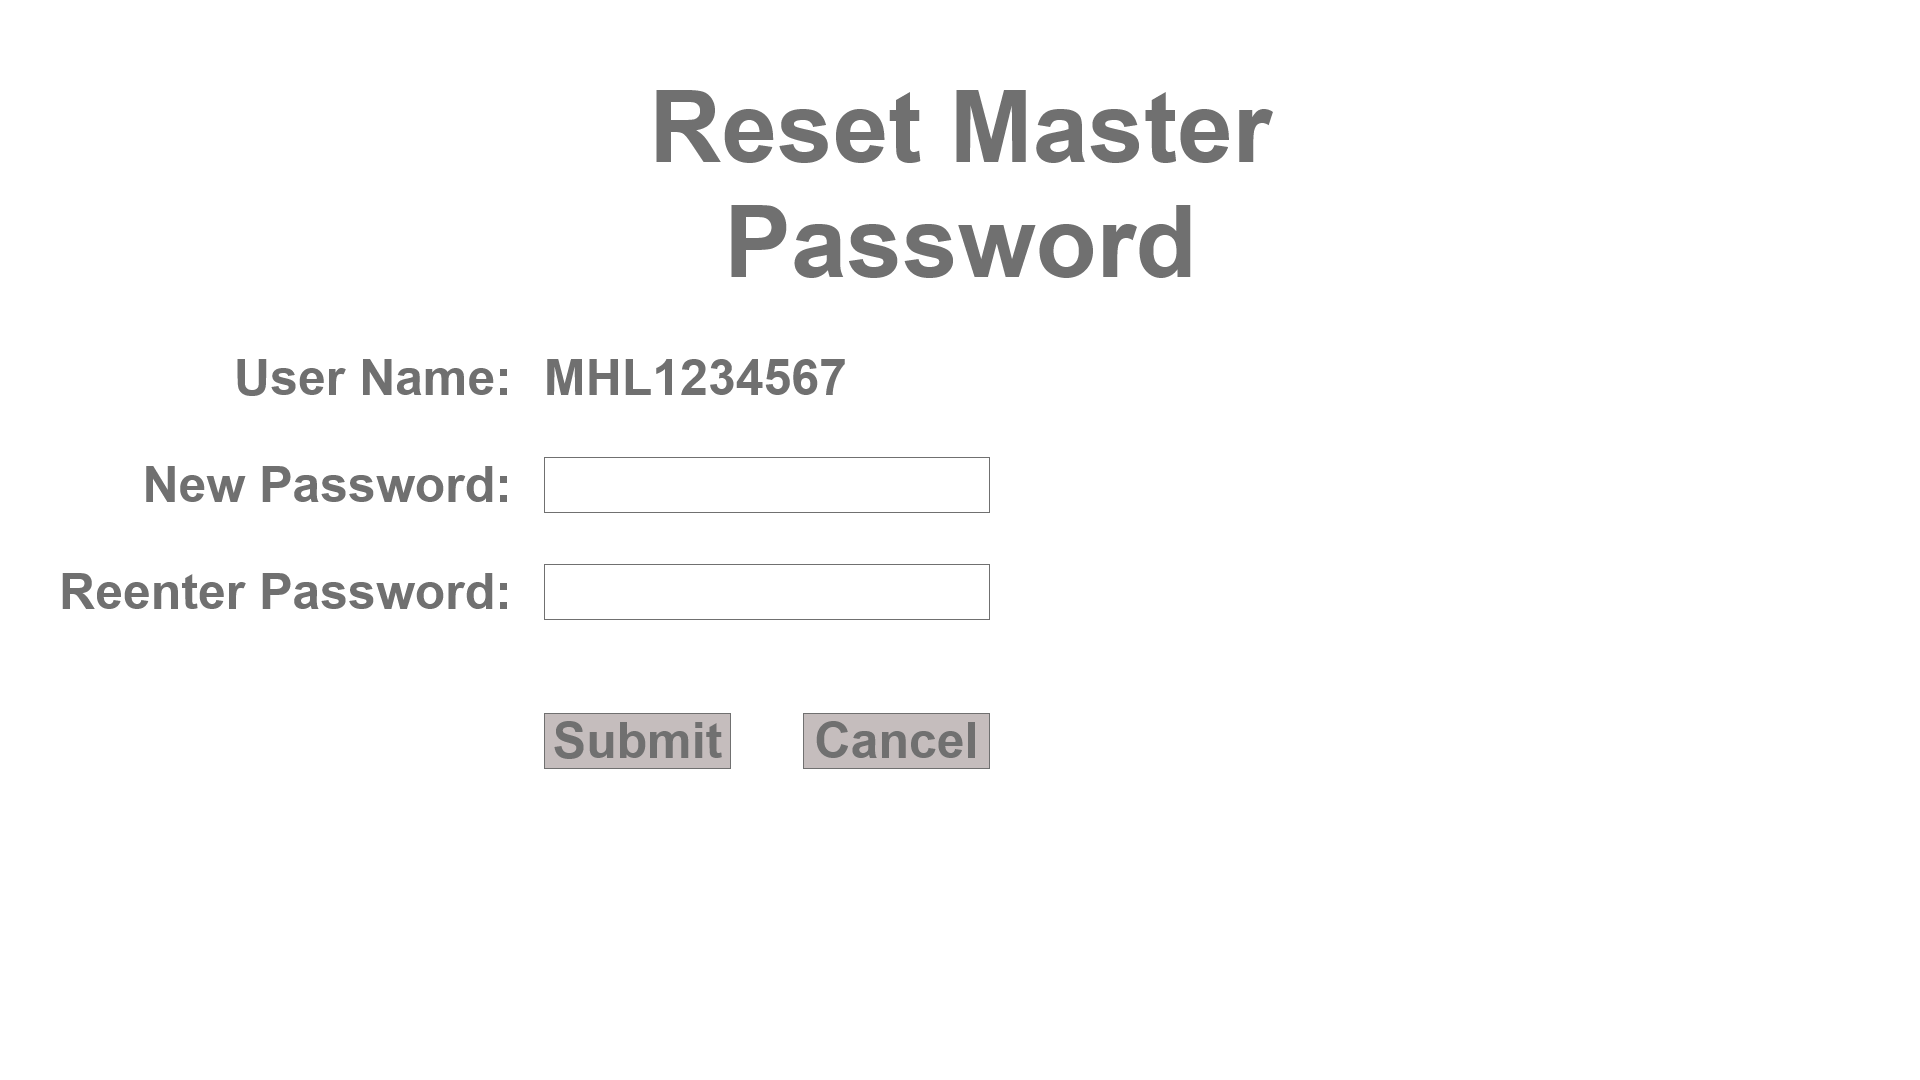 Reset Master
Password
User Name: MHL1234567
New Password:
Reenter Password:
Submit Cancel